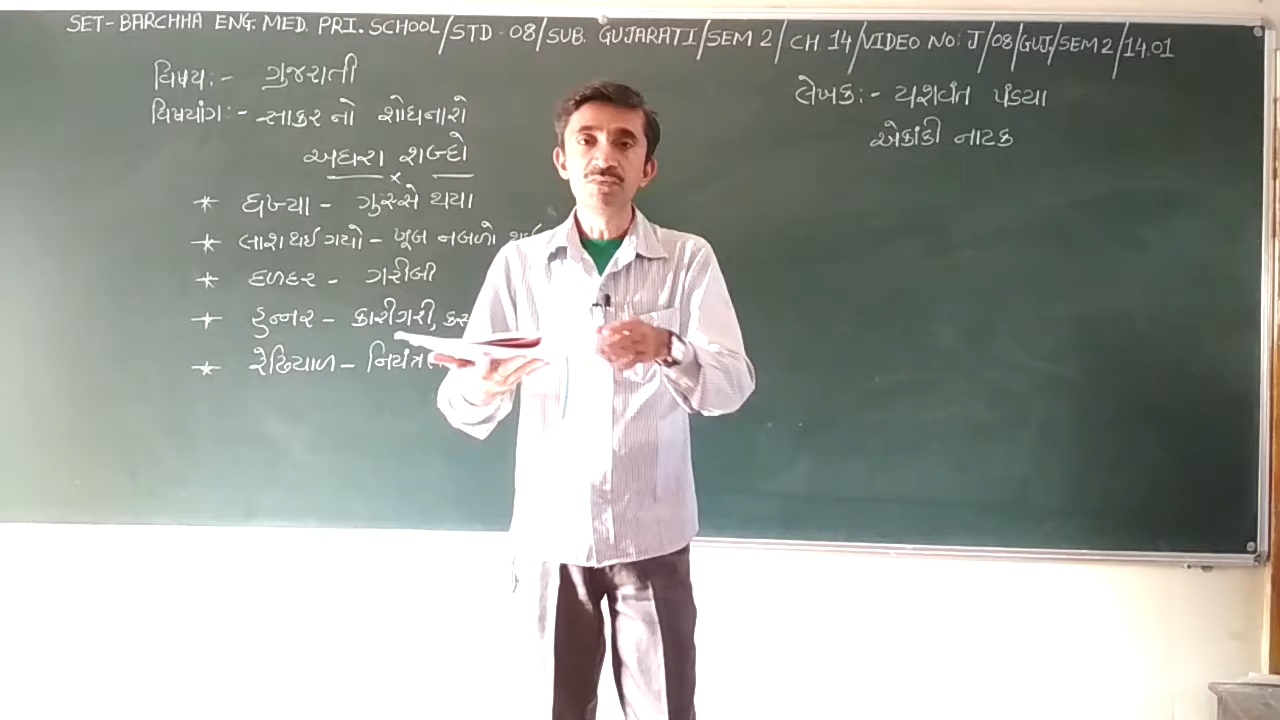 SET- BARCHHA ENG. MED. PRI. SCHOOL/STD - 08/SUB. GUJARATI/SEM 2/ CH. 14/VIDEO NO: J/08/GUJ/SEM 2/14.01
વિષય:- ગુજરાતી
વિષયાંગ:- સાકર નો શોધનારો
અઘરા શબ્દો
* ધખ્યા - ગુસ્સે થયા
* લાશ થઈ ગયો - ખૂબ નબળો
* દળદર - ગરીબી
* હુન્નર - કારીગરી,
* રેઢિયાળ -
લેખક:- યશવંત પંડયા
એકાંકી નાટક